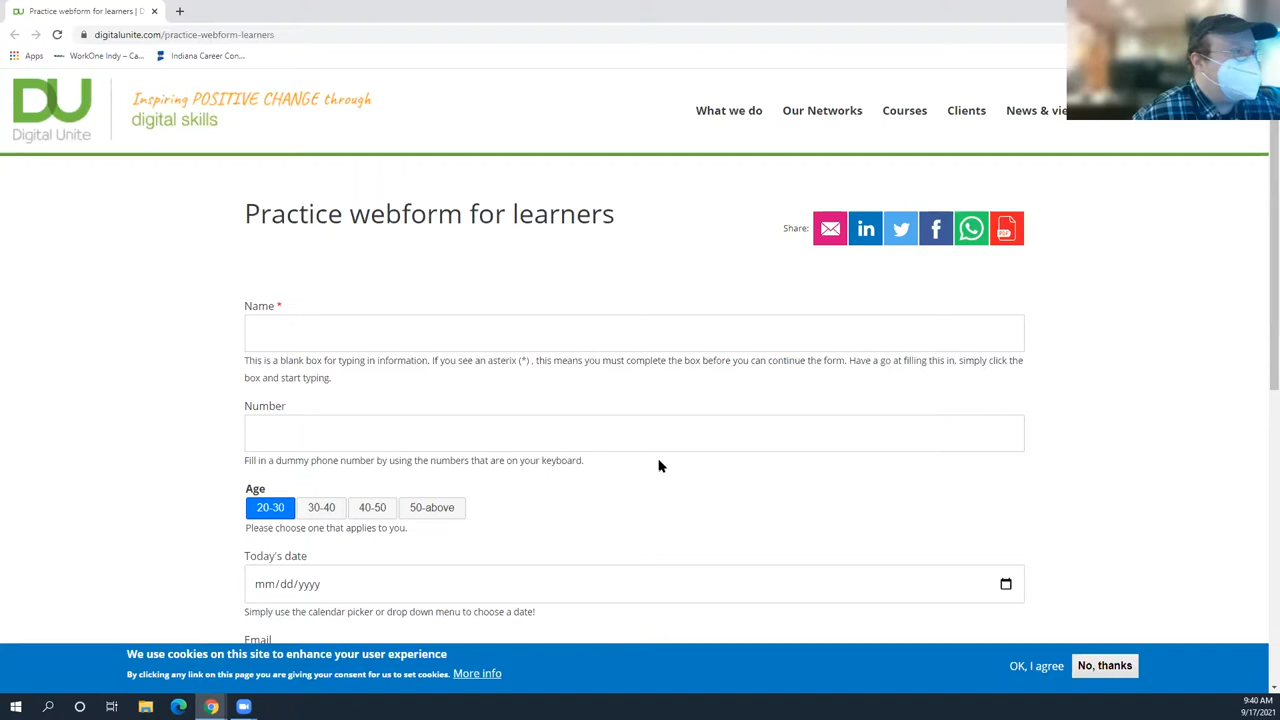 Practice webform for learners | D
digitalunite.com/practice-webform-learners
Apps
WorkOne Indy – Ca...
Indiana Career Con...
DU
Digital Unite
Inspiring POSITIVE CHANGE through
digital skills
What we do
Our Networks
Courses
Clients
News & vie
Practice webform for learners
Share:
PDF
Name *
This is a blank box for typing in information. If you see an asterix (*) , this means you must complete the box before you can continue the form. Have a go at filling this in, simply click the
box and start typing.
Number
Fill in a dummy phone number by using the numbers that are on your keyboard.
Age
20-30
30-40
40-50
50-above
Please choose one that applies to you.
Today's date
mm/dd/yyyy
Simply use the calendar picker or drop down menu to choose a date!
Email
We use cookies on this site to enhance your user experience
By clicking any link on this page you are giving your consent for us to set cookies. More info
OK, I agree
No, thanks
9:40 AM
9/17/2021